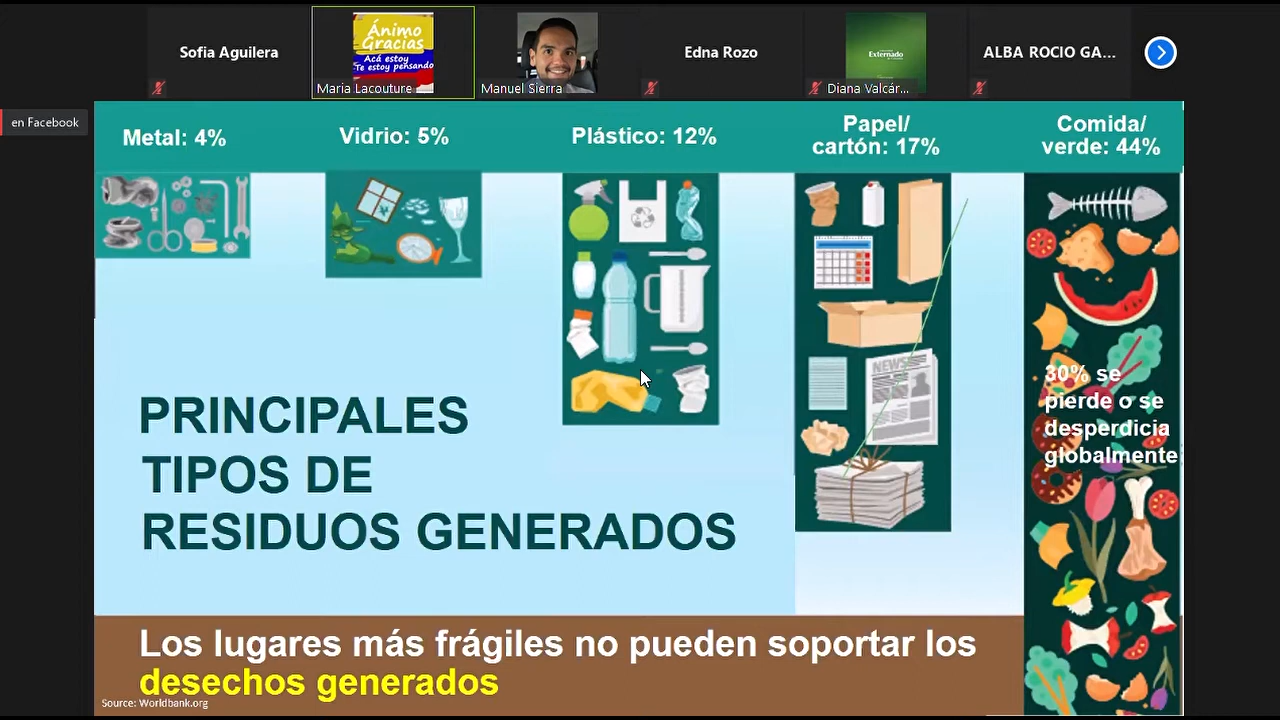 Sofia Aguilera
Ánimo
Gracias
Acá estoy
Te estoy pensando
Maria Lacouture
Manuel Sierra
Edna Rozo
Externado
Diana Valcár...
ALBA ROCIO GA...
en Facebook
Metal: 4%
Vidrio: 5%
Plástico: 12%
Papel/
cartón: 17%
Comida/
verde: 44%
NEWS
30% se
pierde o se
desperdicia
globalmente
PRINCIPALES
TIPOS DE
RESIDUOS GENERADOS
Los lugares más frágiles no pueden soportar los
desechos generados
Source: Worldbank.org